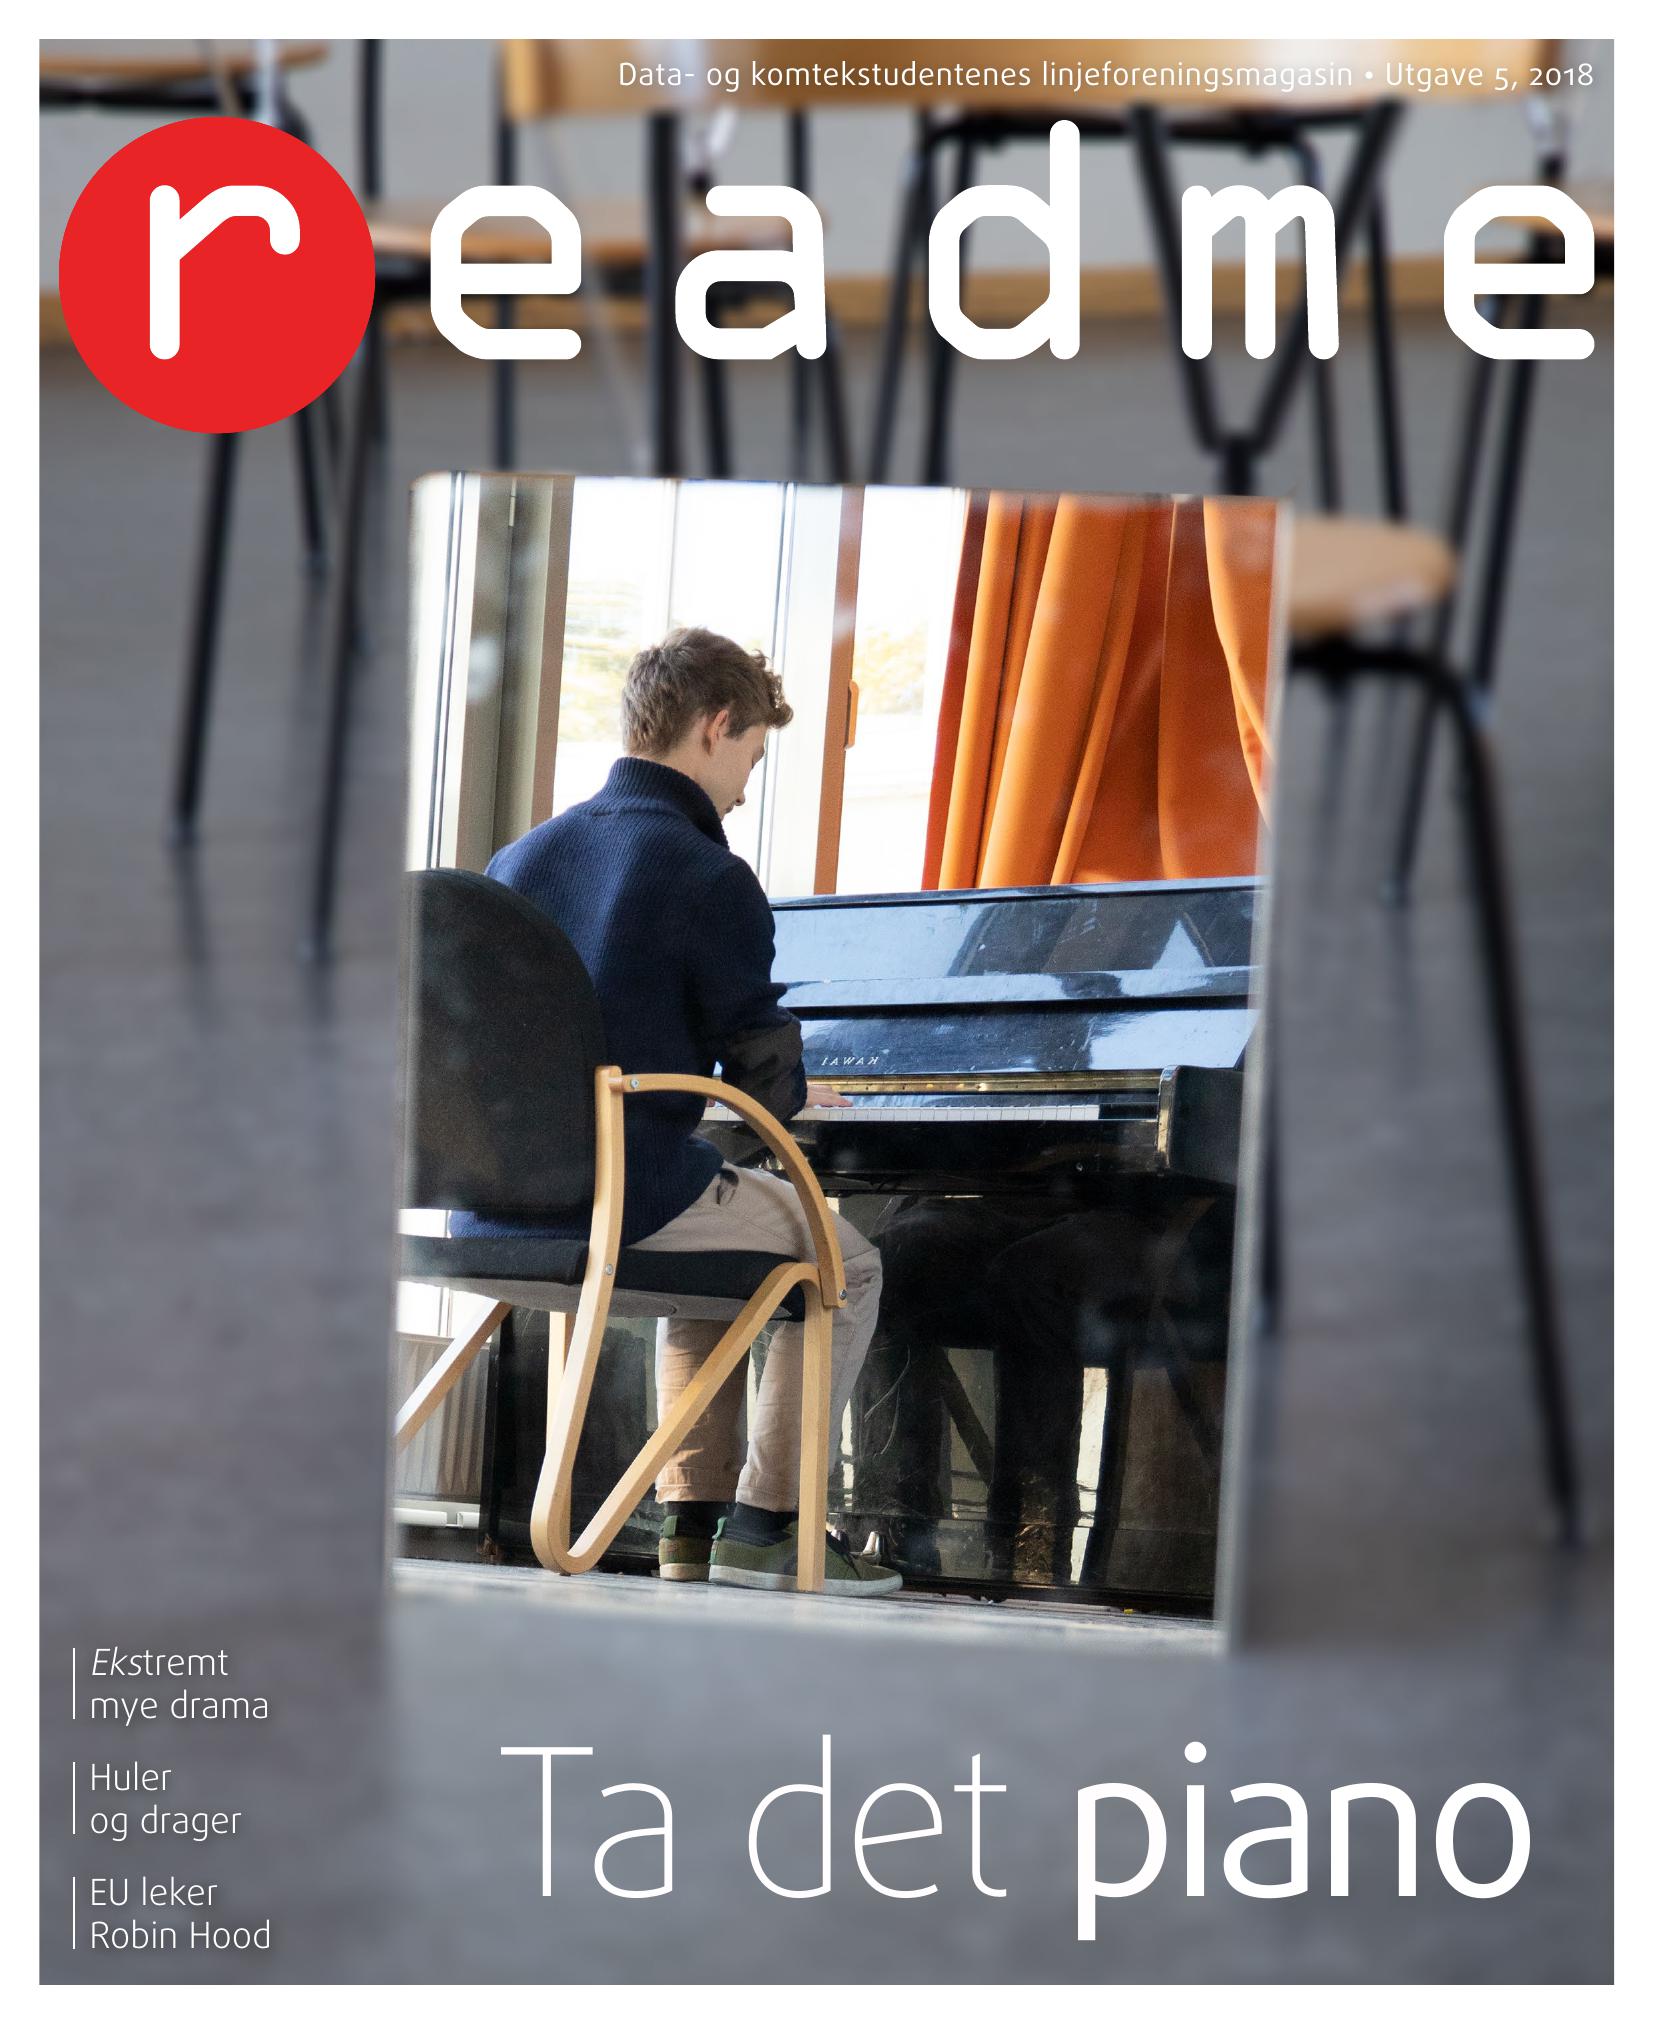 Data- og komtekstudentenes linjeforeningsmagasin • Utgave 5, 2018
readme
KAWAI
Ekstremt
mye drama
Huler
og drager
EU leker
Robin Hood
Ta det piano